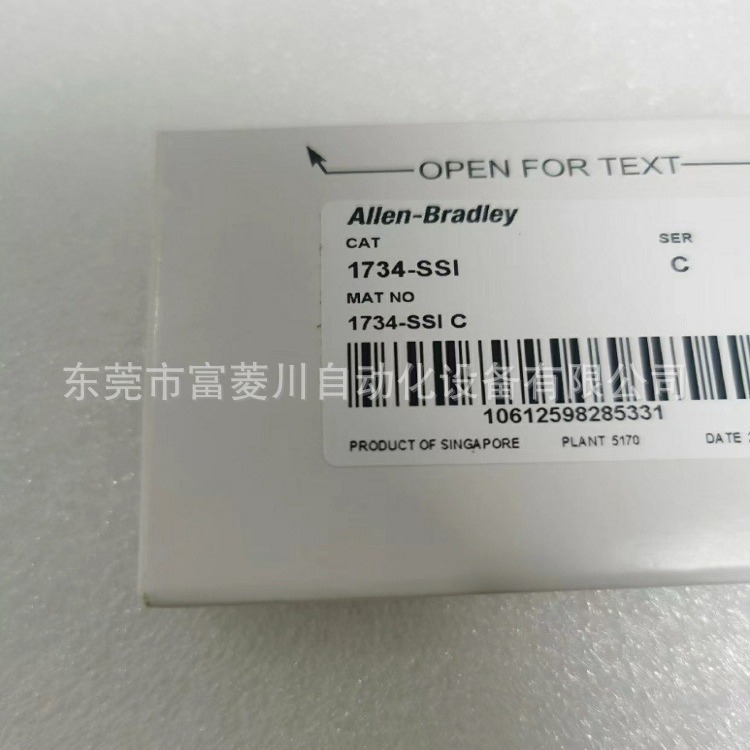 OPEN FOR TEXT
Allen-Bradley
CAT
SER
1734-SSI
C
MAT NO
1734-SSI C
东莞市富菱川自动化设备有限公司
10612598285331
PRODUCT OF SINGAPORE
PLANT 5170
DATE